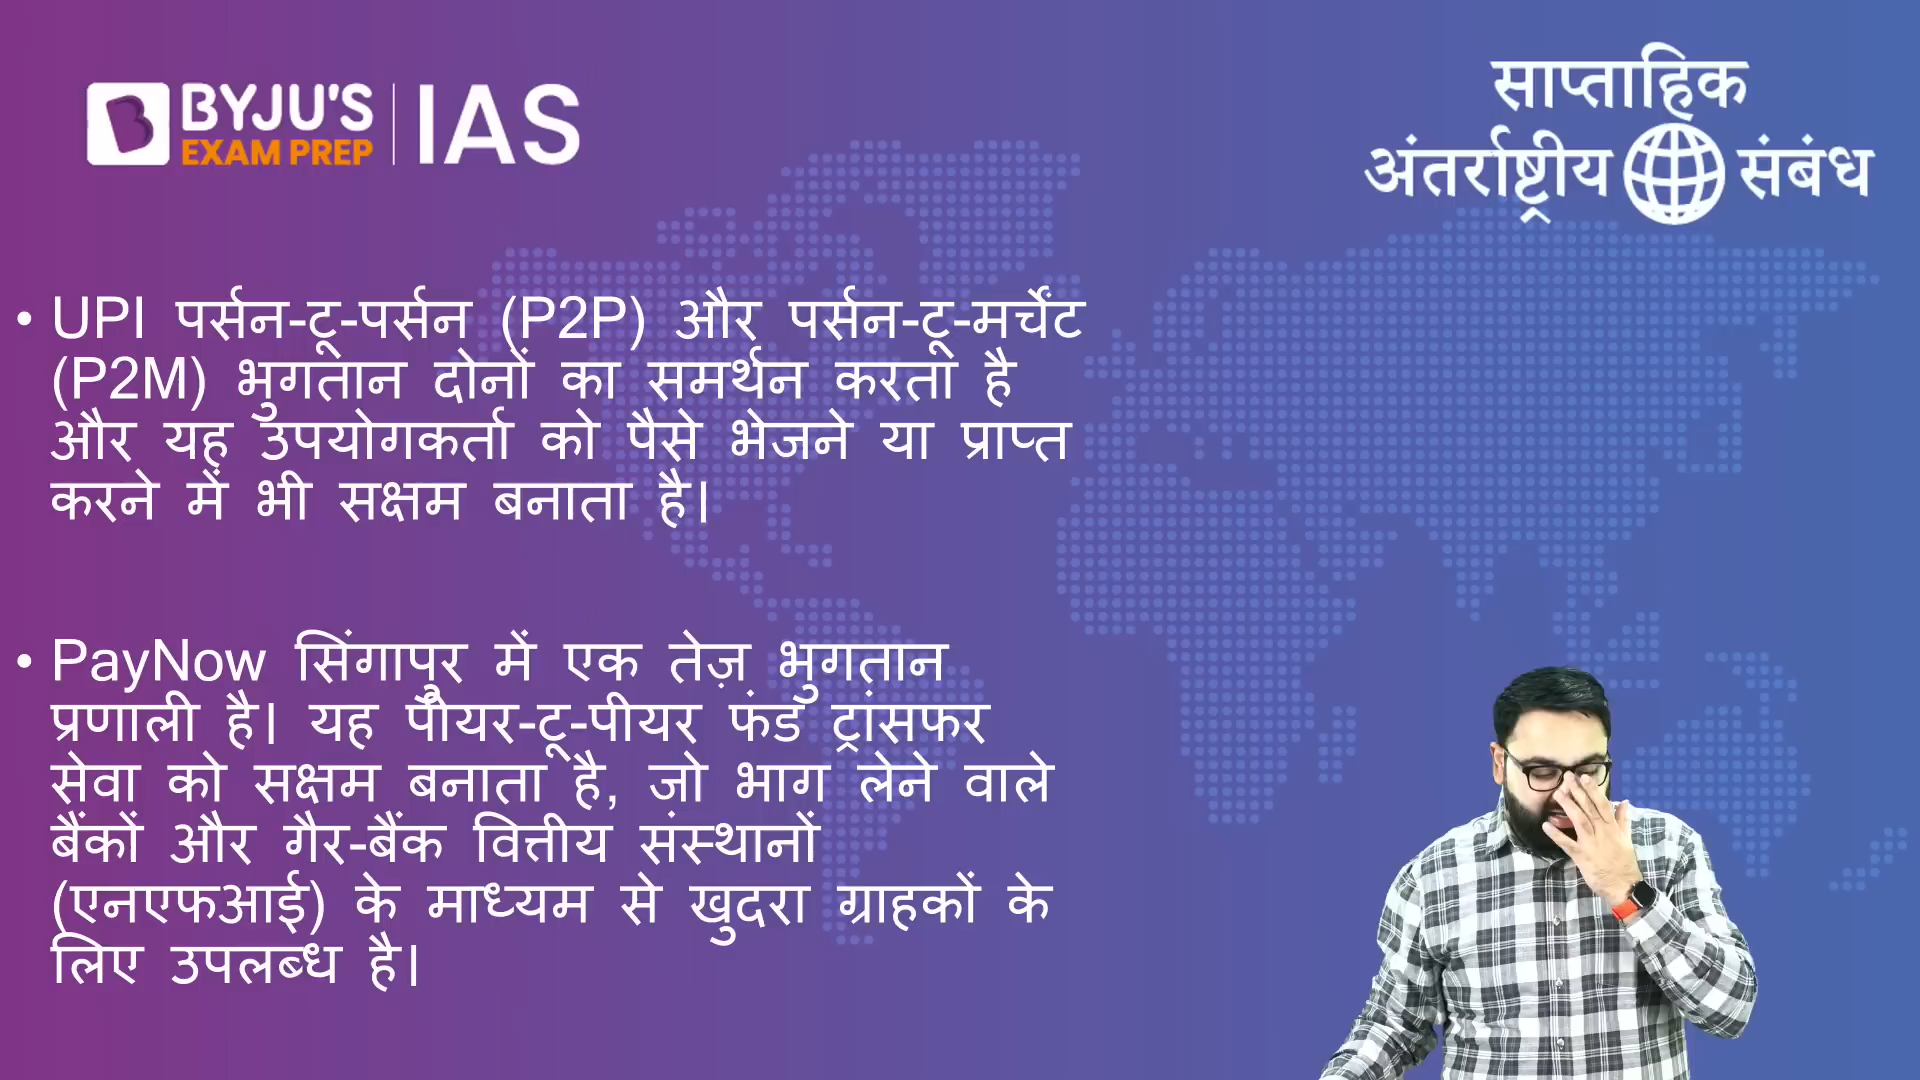 BYJU'S
EXAM PREP
IAS
साप्ताहिक
अंतर्राष्ट्रीय संबंध
• UPI पर्सन-टू-पर्सन (P2P) और पर्सन-टू-मर्चेंट
(P2M) भुगतान दोनों का समर्थन करता है
और यह उपयोगकर्ता को पैसे भेजने या प्राप्त
करने में भी सक्षम बनाता है।
• PayNow सिंगापुर में एक तेज़ भुगतान
प्रणाली है। यह पीयर-टू-पीयर फंड ट्रांसफर
सेवा को सक्षम बनाता है, जो भाग लेने वाले
बैंकों और गैर-बैंक वित्तीय संस्थानों
(एनएफआई) के माध्यम से खुदरा ग्राहकों के
लिए उपलब्ध है।